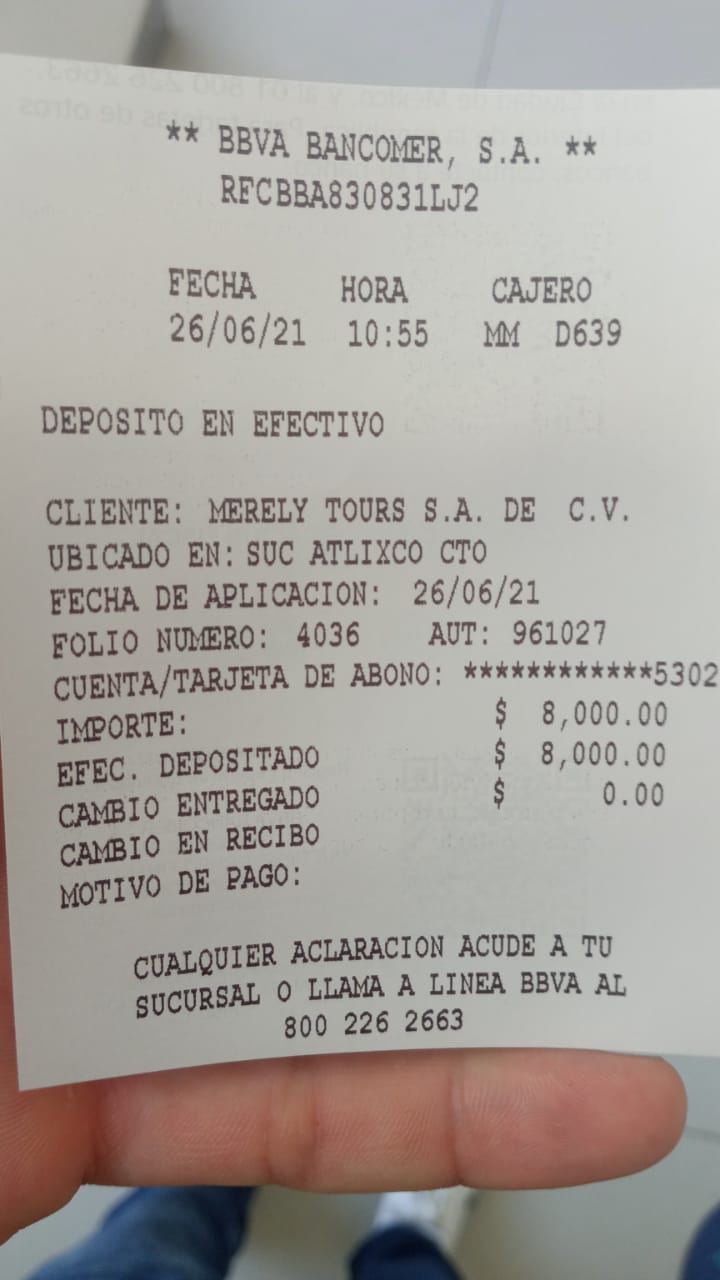 ** BBVA BANCOMER, S.A. **
RFCBBA830831LJ2
FECHA HORA CAJERO
26/06/21 10:55 MM D639
DEPOSITO EN EFECTIVO
CLIENTE: MERELY TOURS S.A. DE C.V.
UBICADO EN: SUC ATLIXCO CTO
FECHA DE APLICACION: 26/06/21
FOLIO NUMERO: 4036 AUT: 961027
CUENTA/TARJETA DE ABONO: ************5302
IMPORTE: $ 8,000.00
EFEC. DEPOSITADO $ 8,000.00
CAMBIO ENTREGADO $ 0.00
CAMBIO EN RECIBO
MOTIVO DE PAGO:
CUALQUIER ACLARACION ACUDE A TU
SUCURSAL O LLAMA A LINEA BBVA AL
800 226 2663